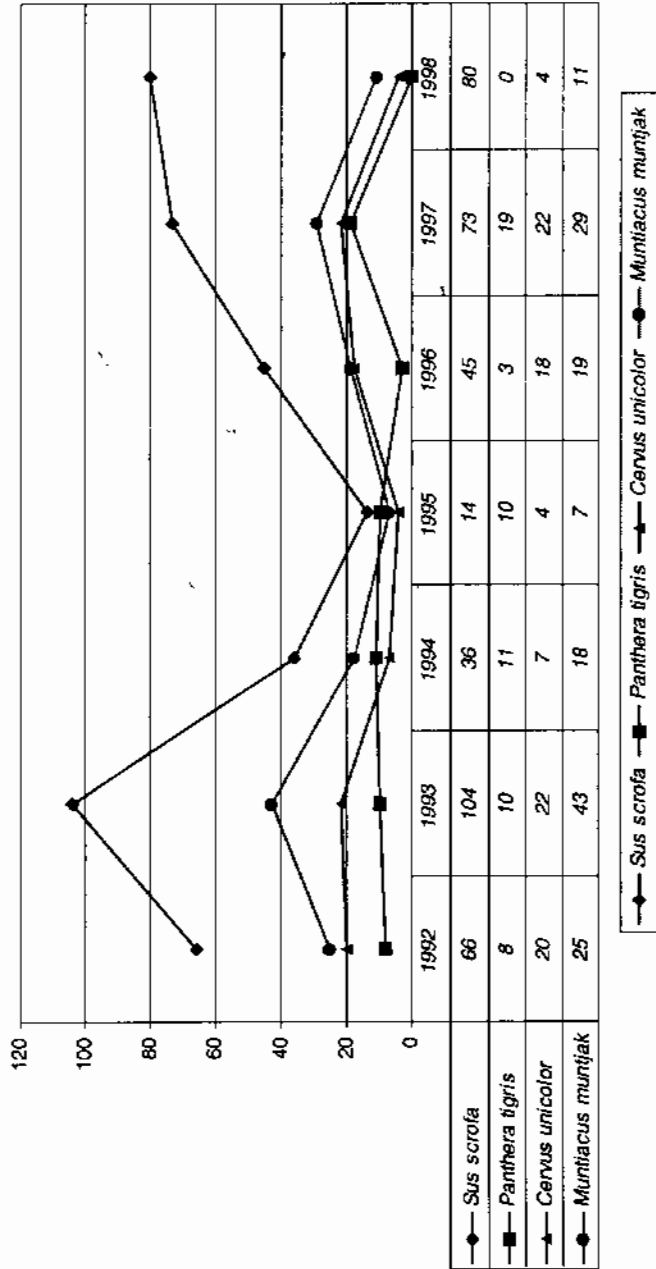 120
100
80
60
40
20
0
1992 1993 1994 1995 1996 1997 1998
Sus scrofa 66 104 36 14 45 73 80
Panthera tigris 8 10 11 10 3 19 0
Cervus unicolor 20 22 7 4 18 22 4
Muntiacus muntjak 25 43 18 7 19 29 11
Sus scrofa Panthera tigris Cervus unicolor Muntiacus muntjak